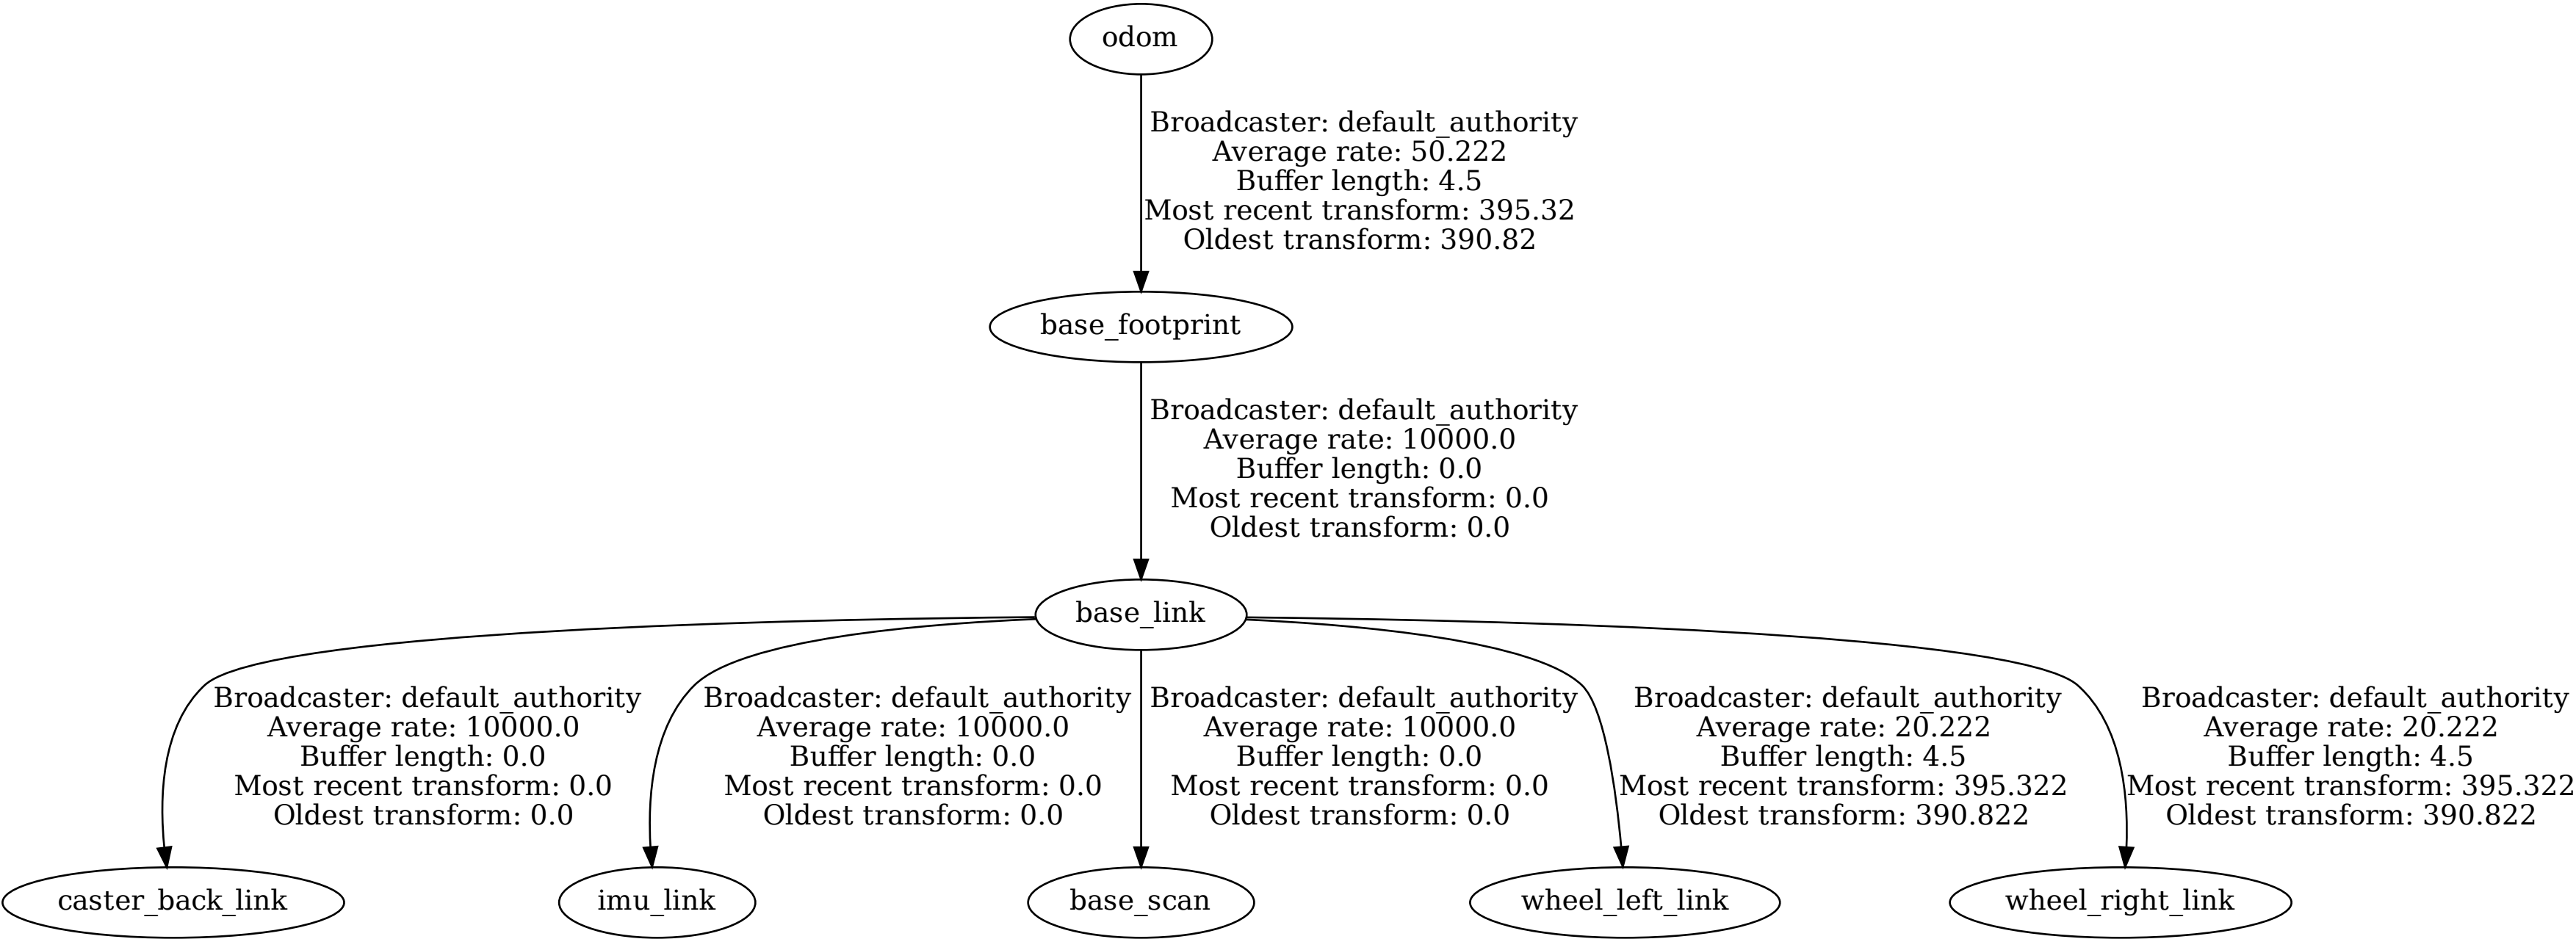 odom
Broadcaster: default_authority
Average rate: 50.222
Buffer length: 4.5
Most recent transform: 395.32
Oldest transform: 390.82
base_footprint
Broadcaster: default_authority
Average rate: 10000.0
Buffer length: 0.0
Most recent transform: 0.0
Oldest transform: 0.0
base_link
Broadcaster: default_authority
Average rate: 10000.0
Buffer length: 0.0
Most recent transform: 0.0
Oldest transform: 0.0
Broadcaster: default_authority
Average rate: 10000.0
Buffer length: 0.0
Most recent transform: 0.0
Oldest transform: 0.0
Broadcaster: default_authority
Average rate: 10000.0
Buffer length: 0.0
Most recent transform: 0.0
Oldest transform: 0.0
Broadcaster: default_authority
Average rate: 20.222
Buffer length: 4.5
Most recent transform: 395.322
Oldest transform: 390.822
Broadcaster: default_authority
Average rate: 20.222
Buffer length: 4.5
Most recent transform: 395.322
Oldest transform: 390.822
caster_back_link
imu_link
base_scan
wheel_left_link
wheel_right_link